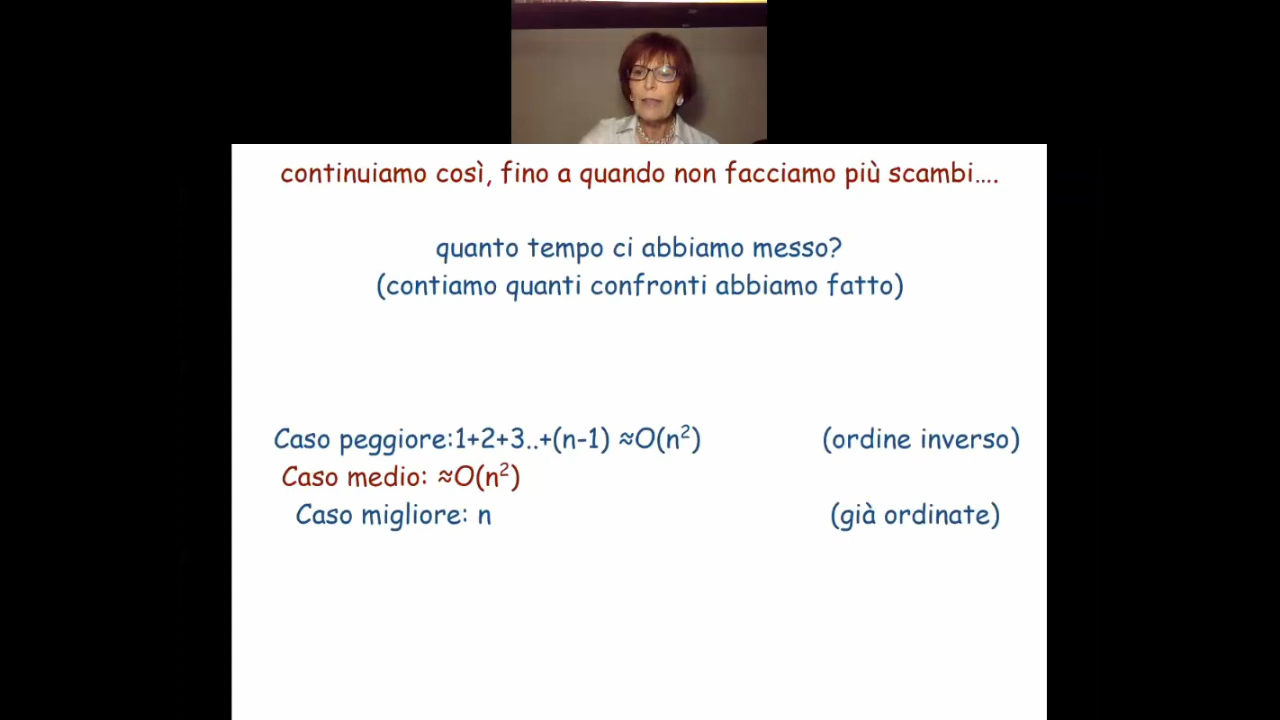 continuiamo così, fino a quando non facciamo più scambi....
quanto tempo ci abbiamo messo?
(contiamo quanti confronti abbiamo fatto)
Caso peggiore:1+2+3..+(n-1) ≈O(n²) (ordine inverso)
Caso medio: ≈O(n²)
Caso migliore: n (già ordinate)